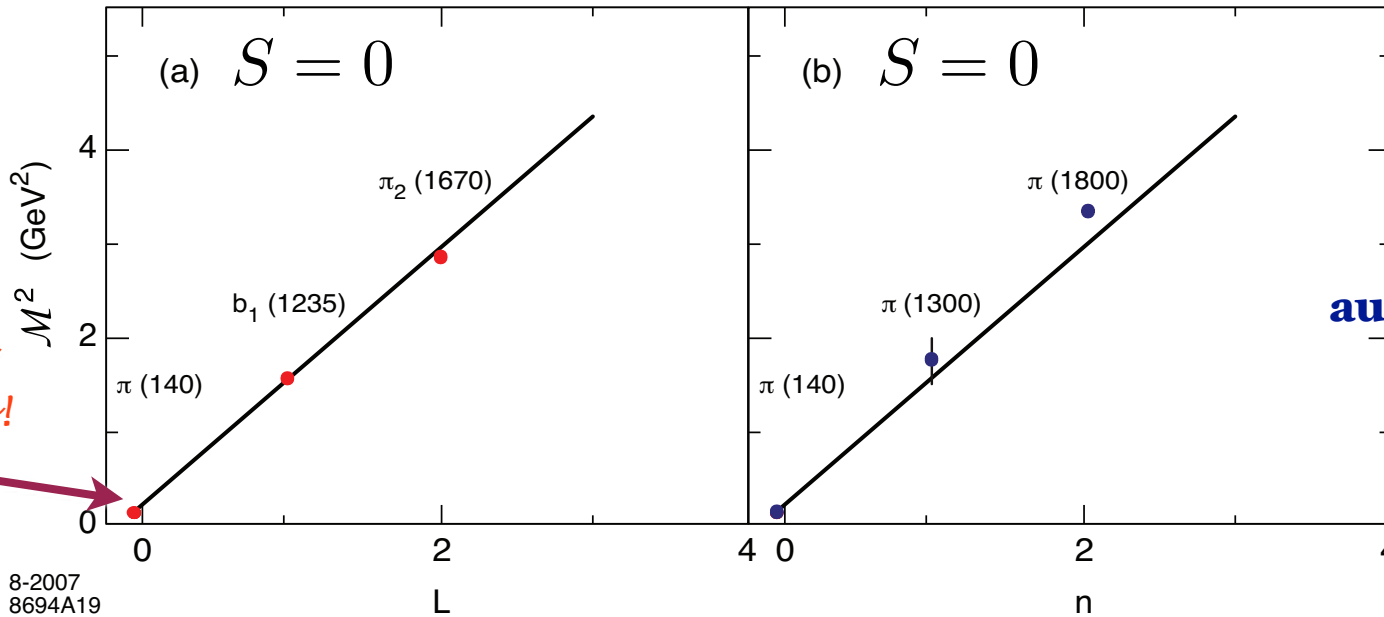 (a) S = 0
(b) S = 0
4
π₂ (1670)
π (1800)
ℳ² (GeV²)
b₁ (1235)
π (1300)
au
2
π (140)
π (140)
!
0
0
2
4
0
2
8-2007
8694A19
L
n